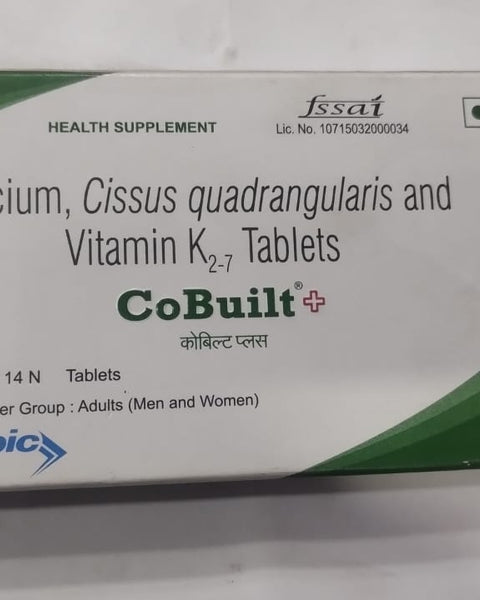 HEALTH SUPPLEMENT
fssai
Lic. No. 10715032000034
cium, Cissus quadrangularis and
Vitamin K2-7 Tablets
CoBuilt®+
कोबिल्ट प्लस
14 N Tablets
er Group : Adults (Men and Women)
pic